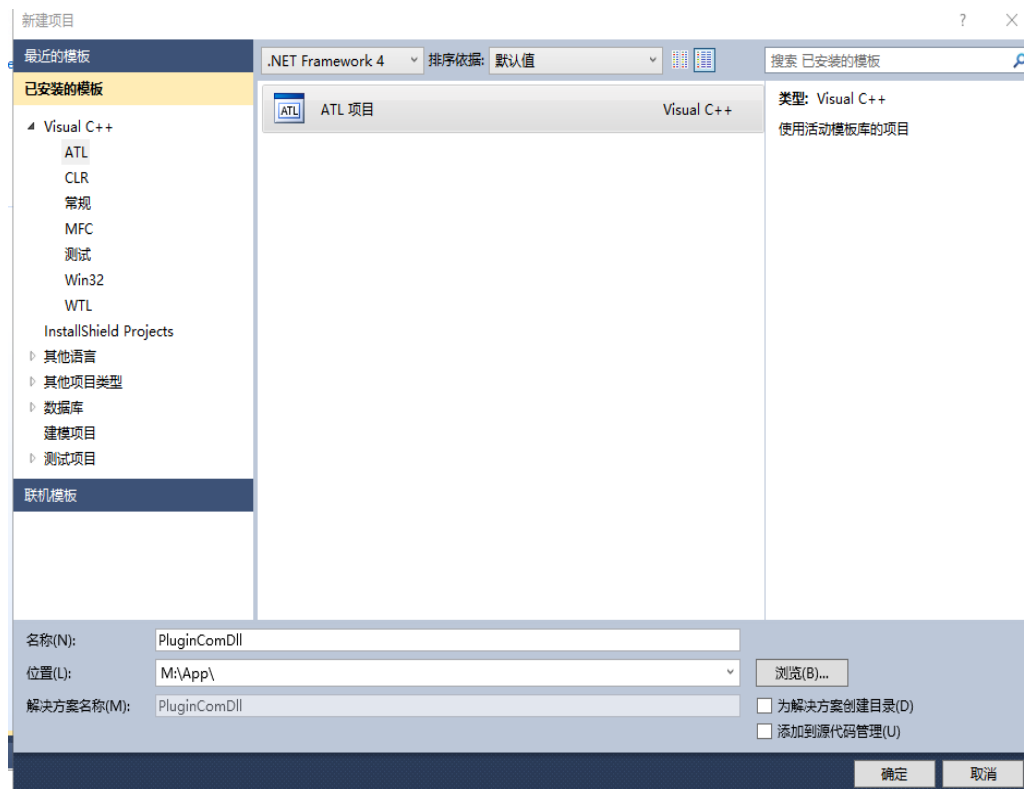 新建项目
最近的模板
.NET Framework 4 排序依据: 默认值
搜索 已安装的模板
已安装的模板
Visual C++
ATL
CLR
常规
MFC
测试
Win32
WTL
InstallShield Projects
其他语言
其他项目类型
数据库
建模项目
测试项目
联机模板
ATL ATL 项目 Visual C++
类型: Visual C++
使用活动模板库的项目
名称(N): PluginComDll
位置(L): M:\App\ 浏览(B)...
解决方案名称(M): PluginComDll
为解决方案创建目录(D)
添加到源代码管理(U)
确定 取消